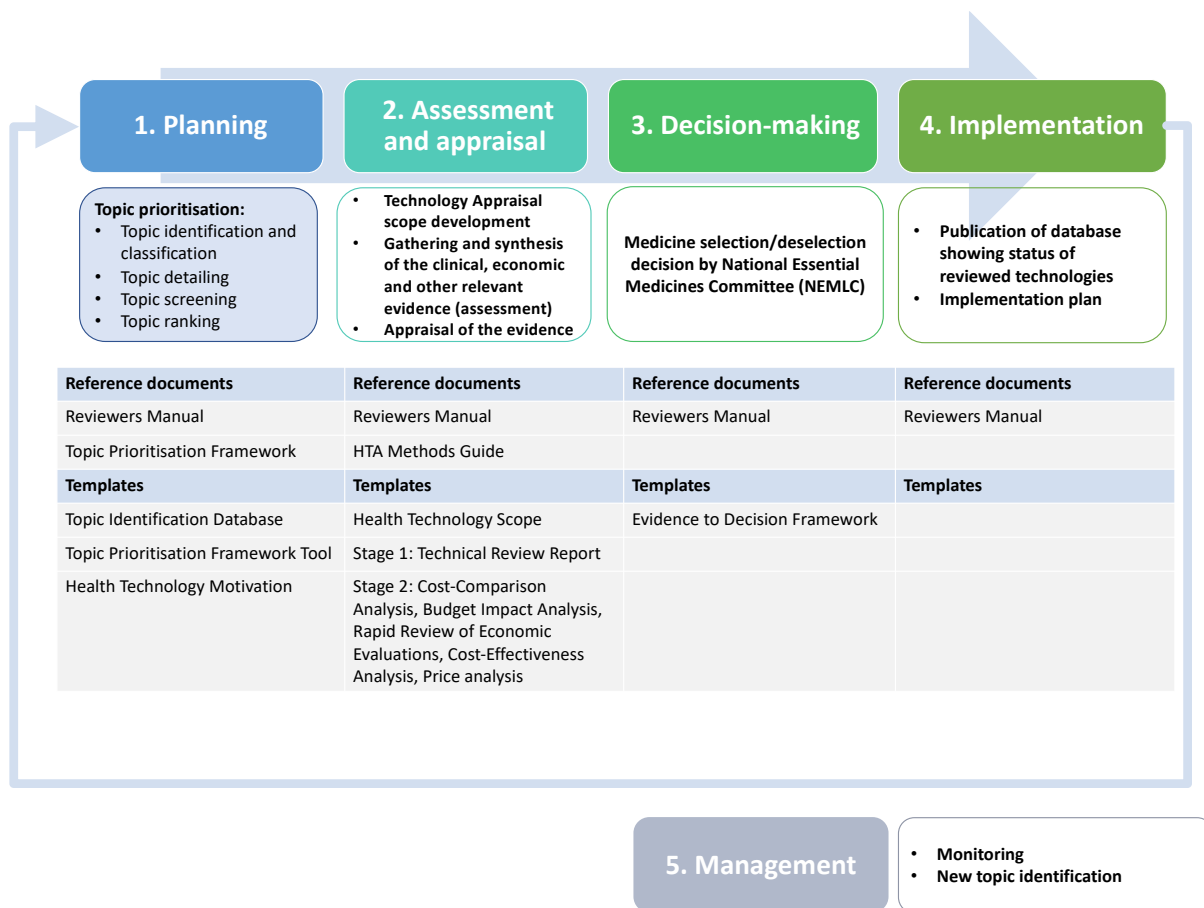 1. Planning
2. Assessment
and appraisal
3. Decision-making
4. Implementation
Topic prioritisation:
• Topic identification and
classification
• Topic detailing
• Topic screening
• Topic ranking
• Technology Appraisal
scope development
• Gathering and synthesis
of the clinical, economic
and other relevant
evidence (assessment)
• Appraisal of the evidence
Medicine selection/deselection
decision by National Essential
Medicines Committee (NEMLC)
• Publication of database
showing status of
reviewed technologies
• Implementation plan
Reference documents Reference documents Reference documents Reference documents
Reviewers Manual Reviewers Manual Reviewers Manual Reviewers Manual
Topic Prioritisation Framework HTA Methods Guide
Templates Templates Templates Templates
Topic Identification Database Health Technology Scope Evidence to Decision Framework
Topic Prioritisation Framework Tool Stage 1: Technical Review Report
Health Technology Motivation Stage 2: Cost-Comparison
Analysis, Budget Impact Analysis,
Rapid Review of Economic
Evaluations, Cost-Effectiveness
Analysis, Price analysis
5. Management
• Monitoring
• New topic identification